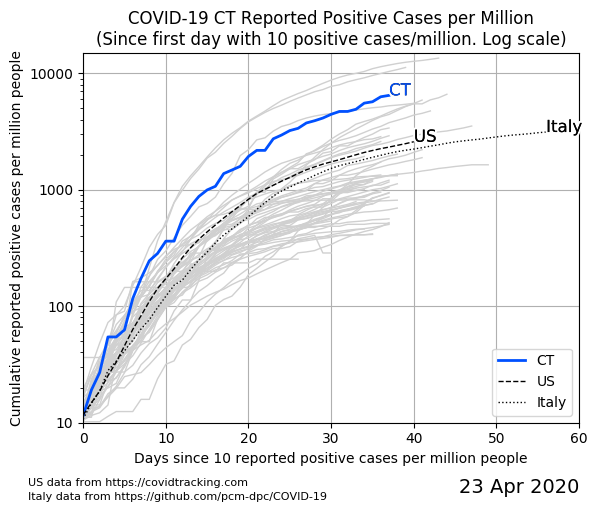 COVID-19 CT Reported Positive Cases per Million
(Since first day with 10 positive cases/million. Log scale)
Cumulative reported positive cases per million people
10000
1000
100
10
CT
US
Italy
CT
US
Italy
0
10
20
30
40
50
60
Days since 10 reported positive cases per million people
US data from https://covidtracking.com
Italy data from https://github.com/pcm-dpc/COVID-19
23 Apr 2020